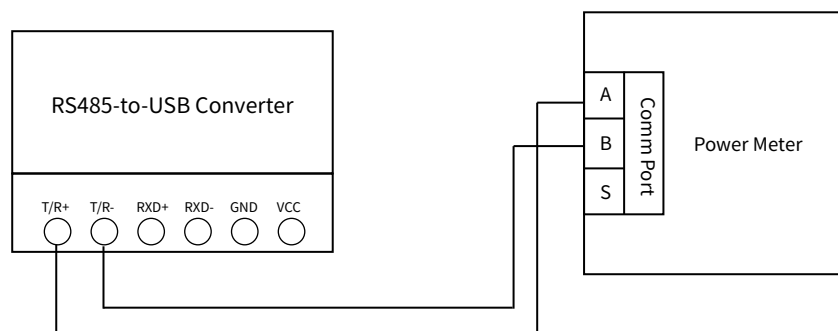 RS485-to-USB Converter
T/R+ T/R- RXD+ RXD- GND VCC
A
B
S
Comm Port
Power Meter